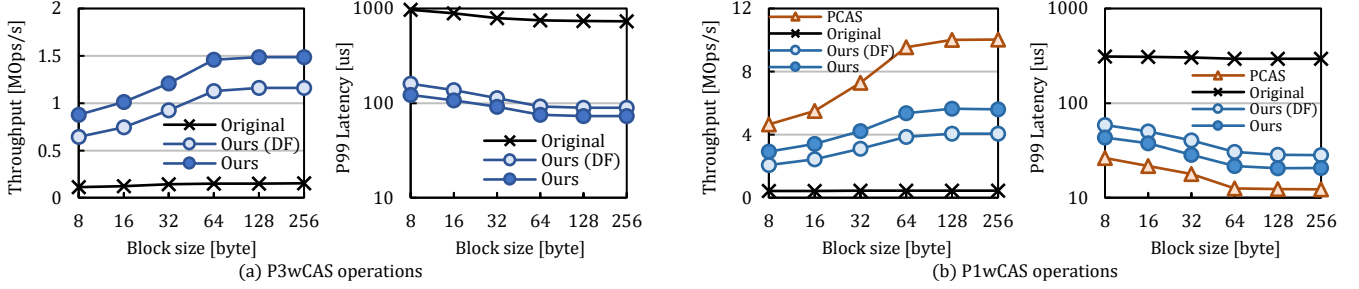 2
1.5
1
0.5
0
Throughput [MOps/s]
Original
Ours (DF)
Ours
8 16 32 64 128 256
Block size [byte]
1000
100
10
P99 Latency [us]
Original
Ours (DF)
Ours
8 16 32 64 128 256
Block size [byte]
(a) P3wCAS operations
12
8
4
0
Throughput [MOps/s]
PCAS
Original
Ours (DF)
Ours
8 16 32 64 128 256
Block size [byte]
1000
100
10
P99 Latency [us]
PCAS
Original
Ours (DF)
Ours
8 16 32 64 128 256
Block size [byte]
(b) P1wCAS operations